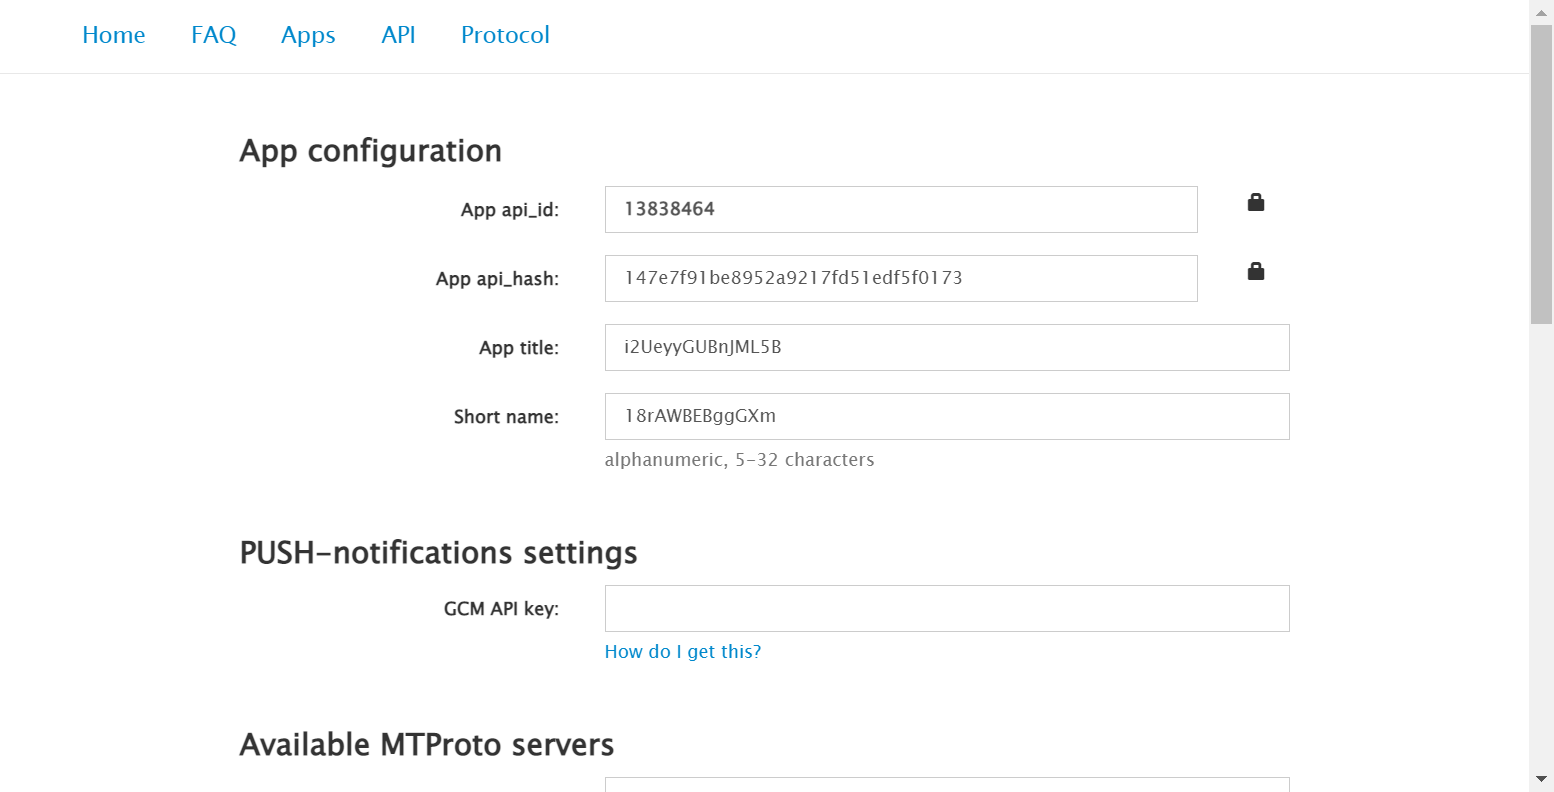 Home FAQ Apps API Protocol
App configuration
App api_id: 13838464
App api_hash: 147e7f91be8952a9217fd51edf5f0173
App title: i2UeyyGUBnJML5B
Short name: 18rAWBEBggGXm
alphanumeric, 5-32 characters
PUSH-notifications settings
GCM API key:
How do I get this?
Available MTProto servers